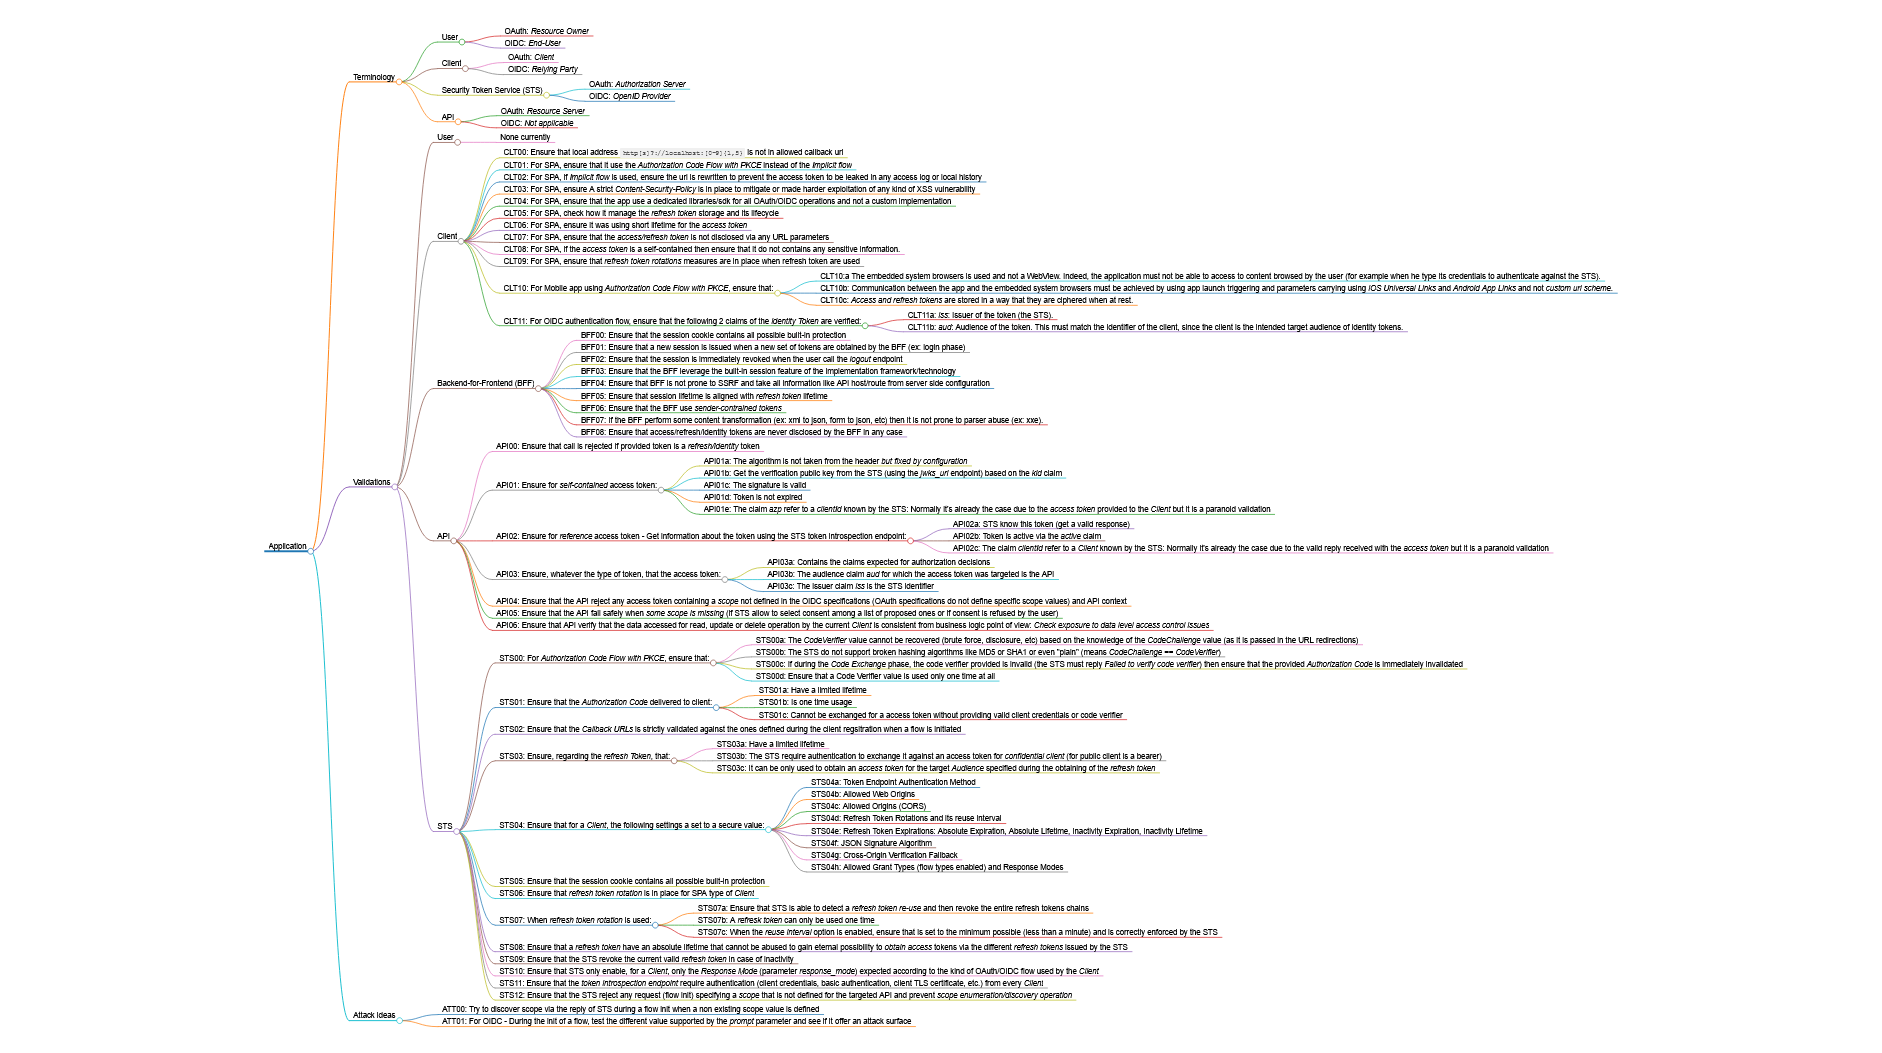 User
OAuth: Resource Owner
OIDC: End-User
Client
OAuth: Client
OIDC: Relying Party
Terminology
Security Token Service (STS)
OAuth: Authorization Server
OIDC: OpenID Provider
API
OAuth: Resource Server
OIDC: Not applicable
User
None currently
CLT00: Ensure that local address http[s]?://localhost:[0-9]{1,5} is not in allowed callback url
CLT01: For SPA, ensure that it use the Authorization Code Flow with PKCE instead of the Implicit flow
CLT02: For SPA, if Implicit flow is used, ensure the url is rewritten to prevent the access token to be leaked in any access log or local history
CLT03: For SPA, ensure A strict Content-Security-Policy is in place to mitigate or made harder exploitation of any kind of XSS vulnerability
CLT04: For SPA, ensure that the app use a dedicated libraries/sdk for all OAuth/OIDC operations and not a custom implementation
CLT05: For SPA, check how it manage the refresh token storage and its lifecycle
CLT06: For SPA, ensure it was using short lifetime for the access token
Client
CLT07: For SPA, ensure that the access/refresh token is not disclosed via any URL parameters
CLT08: For SPA, if the access token is a self-contained then ensure that it do not contains any sensitive information.
CLT09: For SPA, ensure that refresh token rotations measures are in place when refresh token are used
CLT10: For Mobile app using Authorization Code Flow with PKCE, ensure that:
CLT10:a The embedded system browsers is used and not a WebView. Indeed, the application must not be able to access to content browsed by the user (for example when he type its credentials to authenticate against the STS).
CLT10b: Communication between the app and the embedded system browsers must be achieved by using app launch triggering and parameters carrying using iOS Universal Links and Android App Links and not custom url scheme.
CLT10c: Access and refresh tokens are stored in a way that they are ciphered when at rest.
CLT11: For OIDC authentication flow, ensure that the following 2 claims of the Identity Token are verified:
CLT11a: iss: Issuer of the token (the STS).
CLT11b: aud: Audience of the token. This must match the identifier of the client, since the client is the intended target audience of identity tokens.
BFF00: Ensure that the session cookie contains all possible built-in protection
BFF01: Ensure that a new session is issued when a new set of tokens are obtained by the BFF (ex: login phase)
BFF02: Ensure that the session is immediately revoked when the user call the logout endpoint
BFF03: Ensure that the BFF leverage the built-in session feature of the implementation framework/technology
Backend-for-Frontend (BFF)
BFF04: Ensure that BFF is not prone to SSRF and take all information like API host/route from server side configuration
BFF05: Ensure that session lifetime is aligned with refresh token lifetime
BFF06: Ensure that the BFF use sender-contrained tokens
BFF07: If the BFF perform some content transformation (ex: xml to json, form to json, etc) then it is not prone to parser abuse (ex: xxe).
BFF08: Ensure that access/refresh/identity tokens are never disclosed by the BFF in any case
Validations
API00: Ensure that call is rejected if provided token is a refresh/identity token
API01: Ensure for self-contained access token:
API01a: The algorithm is not taken from the header but fixed by configuration
API01b: Get the verification public key from the STS (using the jwks_uri endpoint) based on the kid claim
API01c: The signature is valid
API01d: Token is not expired
API01e: The claim azp refer to a clientId known by the STS: Normally it's already the case due to the access token provided to the Client but it is a paranoid validation
API
API02: Ensure for reference access token - Get information about the token using the STS token introspection endpoint:
API02a: STS know this token (get a valid response)
API02b: Token is active via the active claim
API02c: The claim clientId refer to a Client known by the STS: Normally it's already the case due to the valid reply received with the access token but it is a paranoid validation
Application
API03: Ensure, whatever the type of token, that the access token:
API03a: Contains the claims expected for authorization decisions
API03b: The audience claim aud for which the access token was targeted is the API
API03c: The issuer claim iss is the STS identifier
API04: Ensure that the API reject any access token containing a scope not defined in the OIDC specifications (OAuth specifications do not define specific scope values) and API context
API05: Ensure that the API fail safely when some scope is missing (if STS allow to select consent among a list of proposed ones or if consent is refused by the user)
API06: Ensure that API verify that the data accessed for read, update or delete operation by the current Client is consistent from business logic point of view: Check exposure to data level access control issues
STS00: For Authorization Code Flow with PKCE, ensure that:
STS00a: The CodeVerifier value cannot be recovered (brute force, disclosure, etc) based on the knowledge of the CodeChallenge value (as it is passed in the URL redirections)
STS00b: The STS do not support broken hashing algorithms like MD5 or SHA1 or even "plain" (means CodeChallenge == CodeVerifier)
STS00c: If during the Code Exchange phase, the code verifier provided is invalid (the STS must reply Failed to verify code verifier) then ensure that the provided Authorization Code is immediately invalidated
STS00d: Ensure that a Code Verifier value is used only one time at all
STS01: Ensure that the Authorization Code delivered to client:
STS01a: Have a limited lifetime
STS01b: Is one time usage
STS01c: Cannot be exchanged for a access token without providing valid client credentials or code verifier
STS02: Ensure that the Callback URLs is strictly validated against the ones defined during the client regsitration when a flow is initiated
STS03: Ensure, regarding the refresh Token, that:
STS03a: Have a limited lifetime
STS03b: The STS require authentication to exchange it against an access token for confidential client (for public client is a bearer)
STS03c: It can be only used to obtain an access token for the target Audience specified during the obtaining of the refresh token
STS
STS04: Ensure that for a Client, the following settings a set to a secure value:
STS04a: Token Endpoint Authentication Method
STS04b: Allowed Web Origins
STS04c: Allowed Origins (CORS)
STS04d: Refresh Token Rotations and its reuse interval
STS04e: Refresh Token Expirations: Absolute Expiration, Absolute Lifetime, Inactivity Expiration, Inactivity Lifetime
STS04f: JSON Signature Algorithm
STS04g: Cross-Origin Verification Fallback
STS04h: Allowed Grant Types (flow types enabled) and Response Modes
STS05: Ensure that the session cookie contains all possible built-in protection
STS06: Ensure that refresh token rotation is in place for SPA type of Client
STS07: When refresh token rotation is used:
STS07a: Ensure that STS is able to detect a refresh token re-use and then revoke the entire refresh tokens chains
STS07b: A refresk token can only be used one time
STS07c: When the reuse interval option is enabled, ensure that is set to the minimum possible (less than a minute) and is correctly enforced by the STS
STS08: Ensure that a refresh token have an absolute lifetime that cannot be abused to gain eternal possibility to obtain access tokens via the different refresh tokens issued by the STS
STS09: Ensure that the STS revoke the current valid refresh token in case of inactivity
STS10: Ensure that STS only enable, for a Client, only the Response Mode (parameter response_mode) expected according to the kind of OAuth/OIDC flow used by the Client
STS11: Ensure that the token introspection endpoint require authentication (client credentials, basic authentication, client TLS certificate, etc.) from every Client
STS12: Ensure that the STS reject any request (flow init) specifying a scope that is not defined for the targeted API and prevent scope enumeration/discovery operation
Attack Ideas
ATT00: Try to discover scope via the reply of STS during a flow init when a non existing scope value is defined
ATT01: For OIDC - During the init of a flow, test the different value supported by the prompt parameter and see if it offer an attack surface